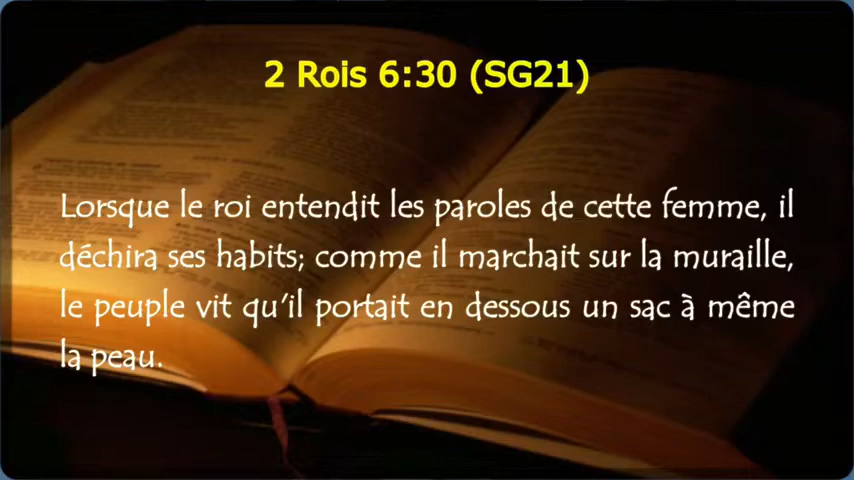 2 Rois 6:30 (SG21)
Lorsque le roi entendit les paroles de cette femme, il
déchira ses habits; comme il marchait sur la muraille,
le peuple vit qu'il portait en dessous un sac à même
la peau.